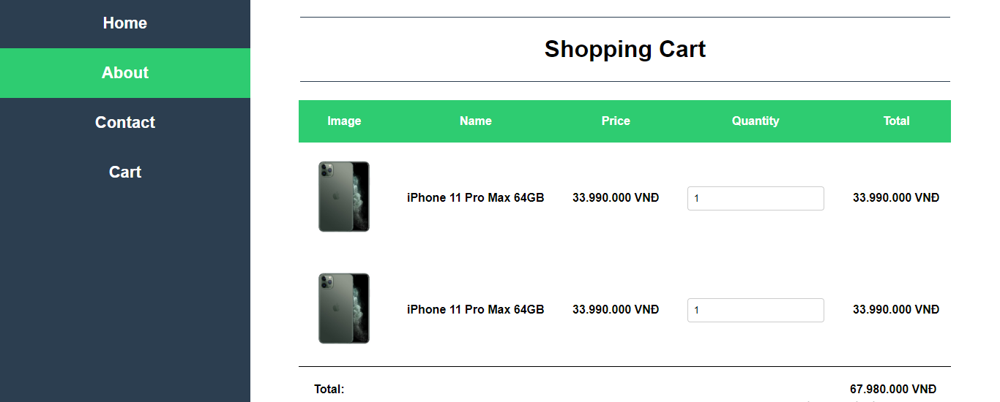 Home
About
Contact
Cart
Shopping Cart
Image Name Price Quantity Total
iPhone 11 Pro Max 64GB 33.990.000 VNĐ 1 33.990.000 VNĐ
iPhone 11 Pro Max 64GB 33.990.000 VNĐ 1 33.990.000 VNĐ
Total: 67.980.000 VNĐ